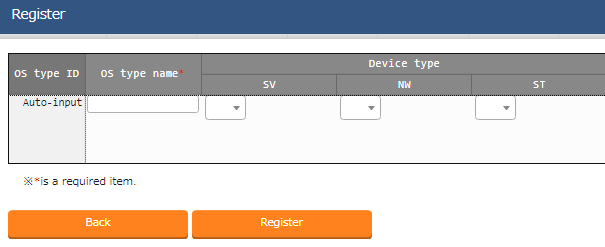 Register
OS type ID
OS type name*
Device type
SV
NW
ST
Auto-input
※*is a required item.
Back
Register